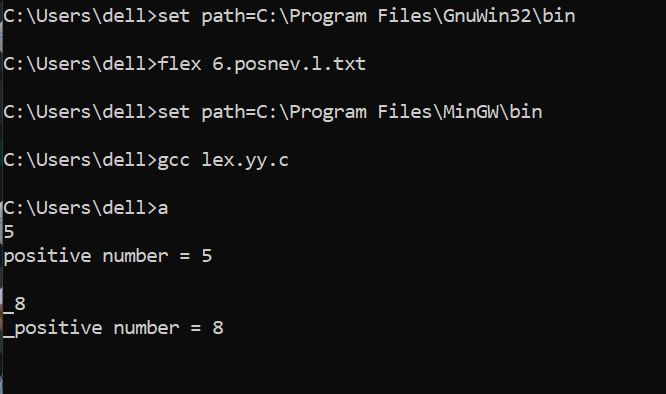 C:\Users\dell>set path=C:\Program Files\GnuWin32\bin
C:\Users\dell>flex 6.posnev.l.txt
C:\Users\dell>set path=C:\Program Files\MinGW\bin
C:\Users\dell>gcc lex.yy.c
C:\Users\dell>a
5
positive number = 5
_8
_positive number = 8